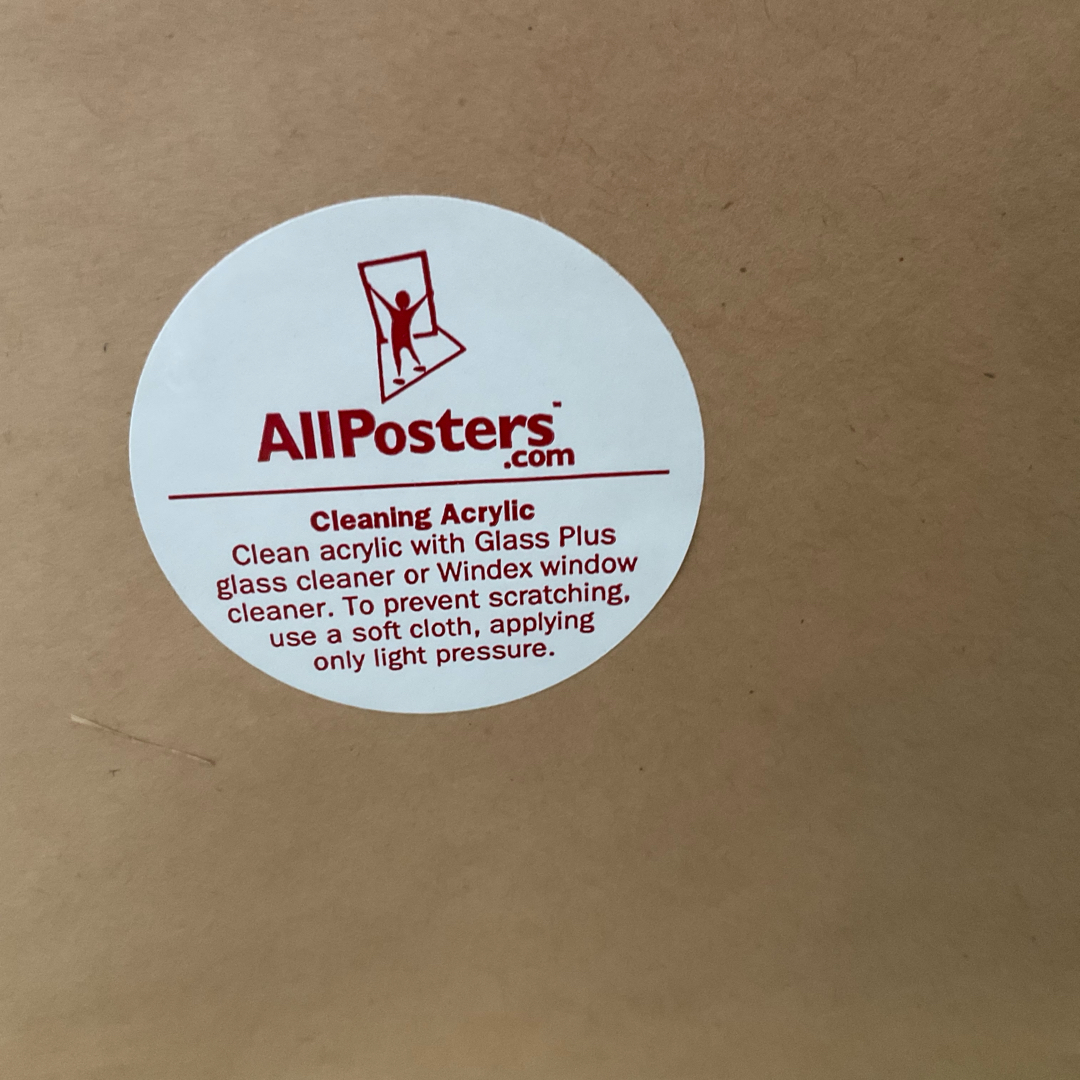 AllPosters™
.com
Cleaning Acrylic
Clean acrylic with Glass Plus
glass cleaner or Windex window
cleaner. To prevent scratching,
use a soft cloth, applying
only light pressure.